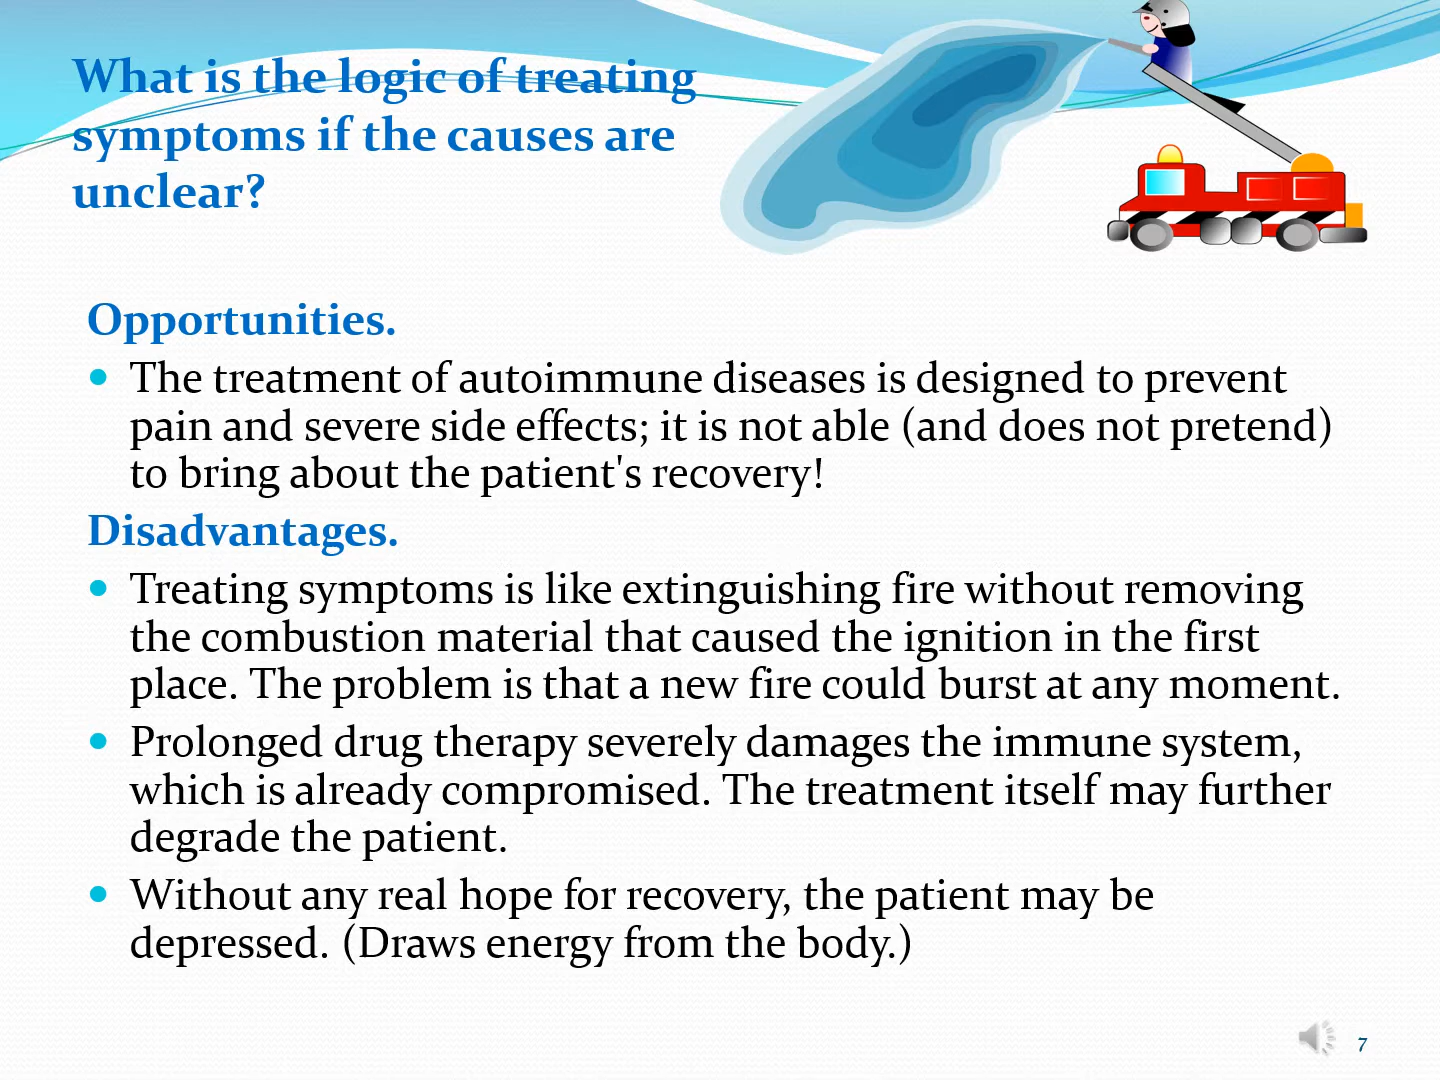 What is the logic of treating
symptoms if the causes are
unclear?
Opportunities.
• The treatment of autoimmune diseases is designed to prevent
pain and severe side effects; it is not able (and does not pretend)
to bring about the patient's recovery!
Disadvantages.
• Treating symptoms is like extinguishing fire without removing
the combustion material that caused the ignition in the first
place. The problem is that a new fire could burst at any moment.
• Prolonged drug therapy severely damages the immune system,
which is already compromised. The treatment itself may further
degrade the patient.
• Without any real hope for recovery, the patient may be
depressed. (Draws energy from the body.)
7